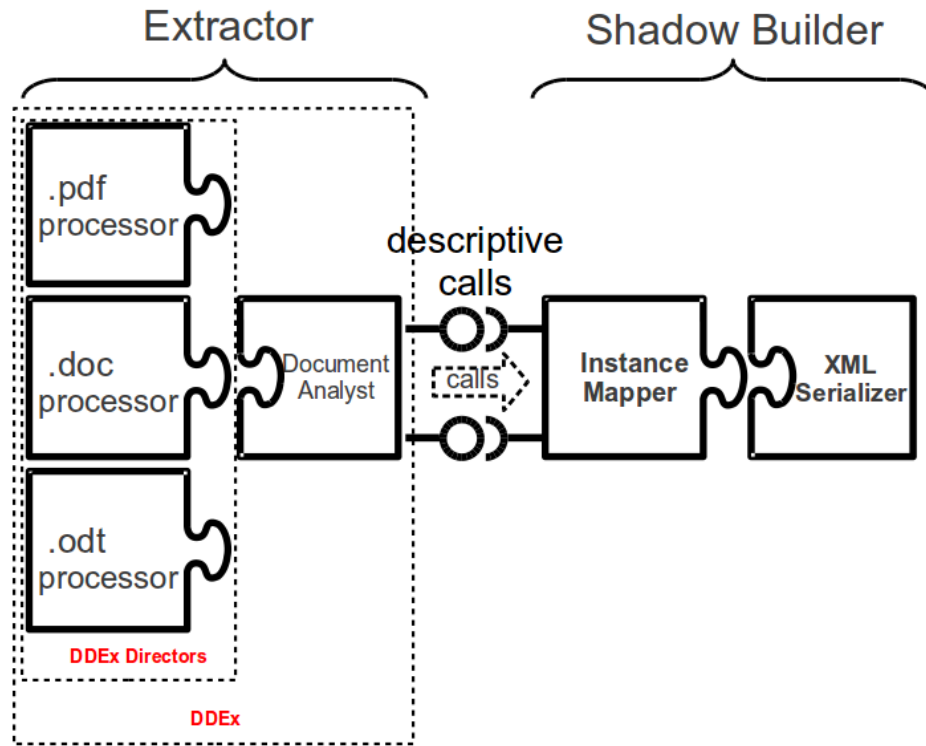 Extractor
Shadow Builder
.pdf
processor
descriptive
calls
.doc
processor
Document
Analyst
calls
Instance
Mapper
XML
Serializer
.odt
processor
DDEx Directors
DDEx